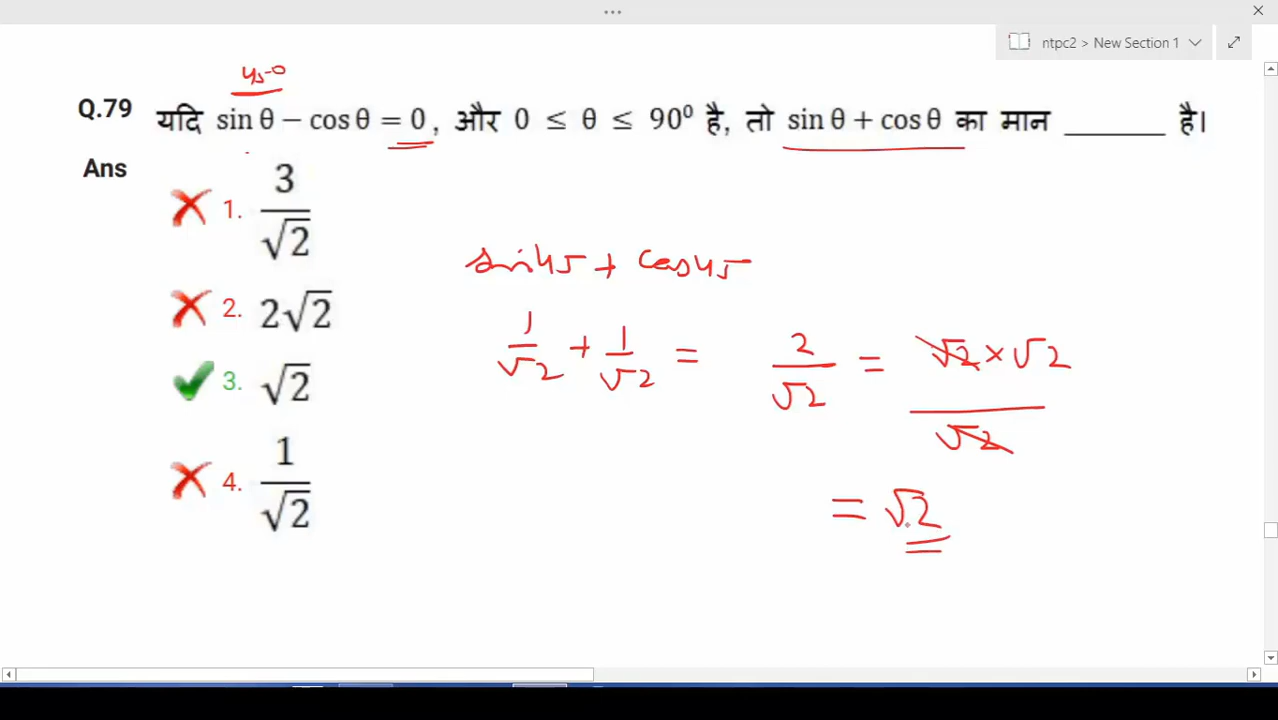 ntpc2 > New Section 1
Q.79 यदि sin θ − cos θ = 0, और 0 ≤ θ ≤ 90⁰ है, तो sin θ + cos θ का मान ________ है।
Ans
1. 3/√2
2. 2√2
3. √2
4. 1/√2
sin45 + cos45
1/√2 + 1/√2 = 2/√2 = √2 × √2 / √2
= √2